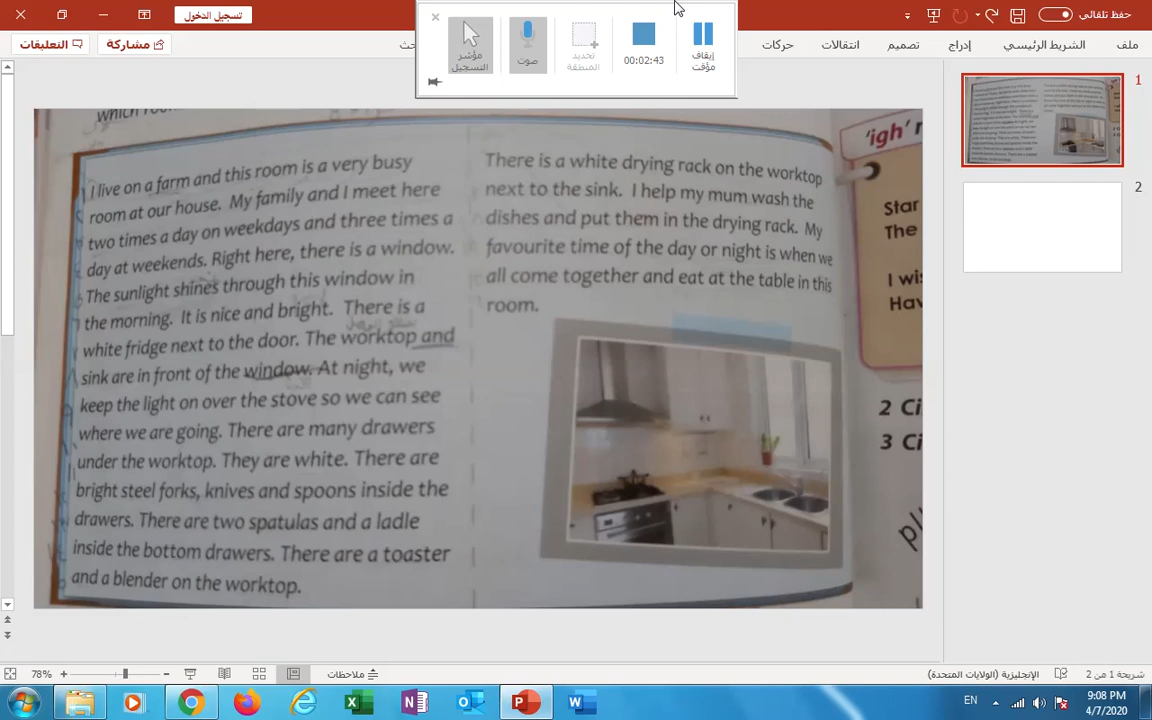 تسجيل الدخول
حفظ تلقائي
ملف
الشريط الرئيسي
إدراج
تصميم
انتقالات
حركات
حث
مشاركة
التعليقات
إيقاف مؤقت
00:02:43
تحديد المنطقة
صوت
مؤشر التسجيل
which
I live on a farm and this room is a very busy
room at our house. My family and I meet here
two times a day on weekdays and three times a
day at weekends. Right here, there is a window.
The sunlight shines through this window in
the morning. It is nice and bright. There is a
white fridge next to the door. The worktop and
sink are in front of the window. At night, we
keep the light on over the stove so we can see
where we are going. There are many drawers
under the worktop. They are white. There are
bright steel forks, knives and spoons inside the
drawers. There are two spatulas and a ladle
inside the bottom drawers. There are a toaster
and a blender on the worktop.
There is a white drying rack on the worktop
next to the sink. I help my mum wash the
dishes and put them in the drying rack. My
favourite time of the day or night is when we
all come together and eat at the table in this
room.
'igh'
Star
The
I wis
Hav
2 Ci
3 Ci
pl
1
2
78%
ملاحظات
الإنجليزية (الولايات المتحدة)
شريحة 1 من 2
EN
9:08 PM
4/7/2020